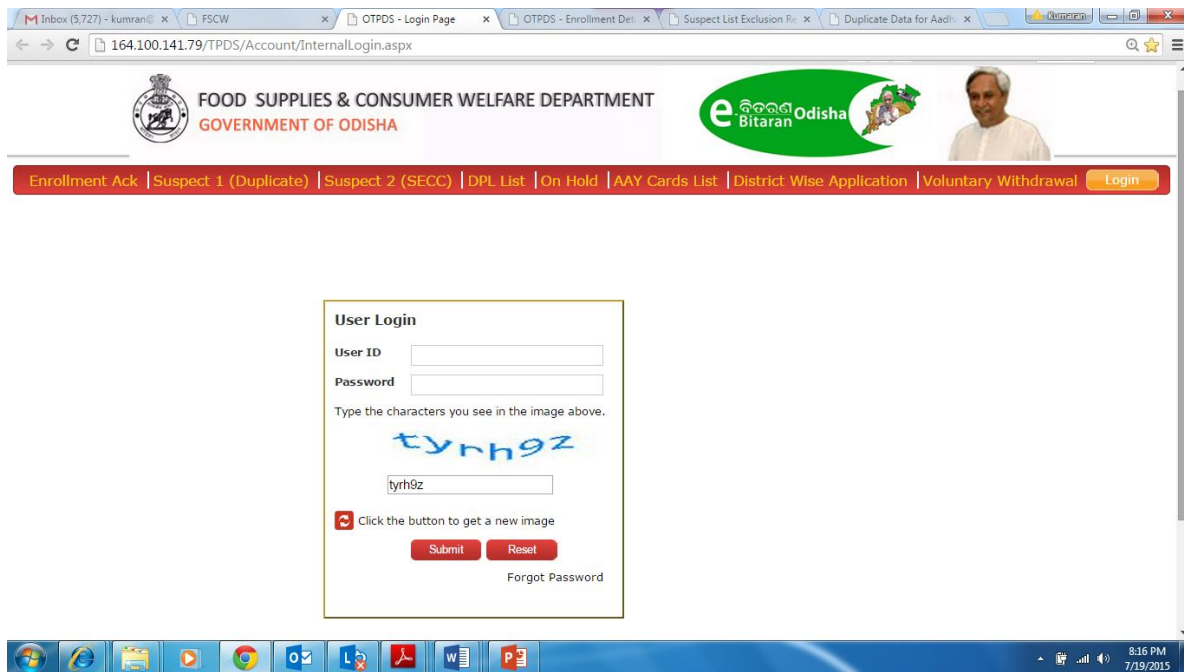 Inbox (5,727) - kumran@
FSCW
OTPDS - Login Page
OTPDS - Enrollment Det
Suspect List Exclusion Re
Duplicate Data for Aadh
Kumaran
164.100.141.79/TPDS/Account/InternalLogin.aspx
FOOD SUPPLIES & CONSUMER WELFARE DEPARTMENT
GOVERNMENT OF ODISHA
e-ବିତରଣ Odisha
Bitaran
Enrollment Ack | Suspect 1 (Duplicate) | Suspect 2 (SECC) | DPL List | On Hold | AAY Cards List | District Wise Application | Voluntary Withdrawal Login
User Login
User ID
Password
Type the characters you see in the image above.
tyrh9z
tyrh9z
Click the button to get a new image
Submit Reset
Forgot Password
8:16 PM
7/19/2015